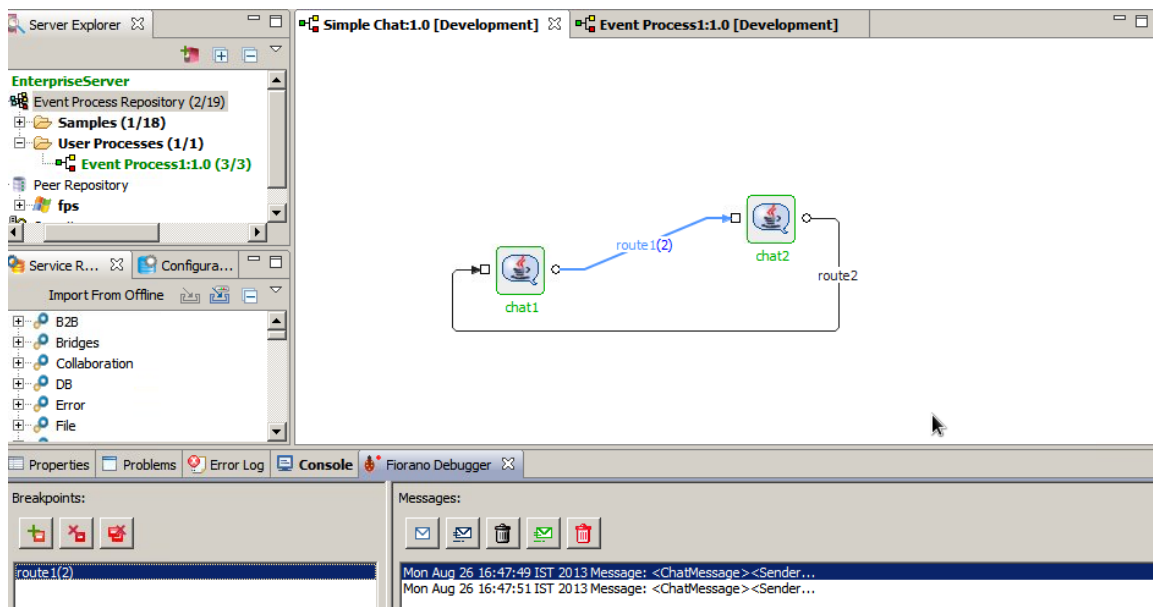 Server Explorer
Simple Chat:1.0 [Development]
Event Process1:1.0 [Development]
EnterpriseServer
Event Process Repository (2/19)
Samples (1/18)
User Processes (1/1)
Event Process1:1.0 (3/3)
Peer Repository
fps
route1(2)
chat2
route2
chat1
Service R...
Configura...
Import From Offline
B2B
Bridges
Collaboration
DB
Error
File
Properties
Problems
Error Log
Console
Fiorano Debugger
Breakpoints:
Messages:
route1(2)
Mon Aug 26 16:47:49 IST 2013 Message: <ChatMessage><Sender...
Mon Aug 26 16:47:51 IST 2013 Message: <ChatMessage><Sender...